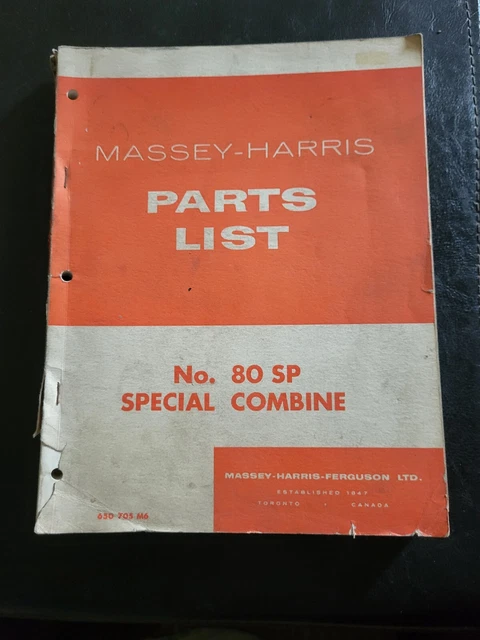 MASSEY-HARRIS
PARTS
LIST
No. 80 SP
SPECIAL COMBINE
MASSEY-HARRIS-FERGUSON LTD.
ESTABLISHED 1847
TORONTO - CANADA
650 705 M6